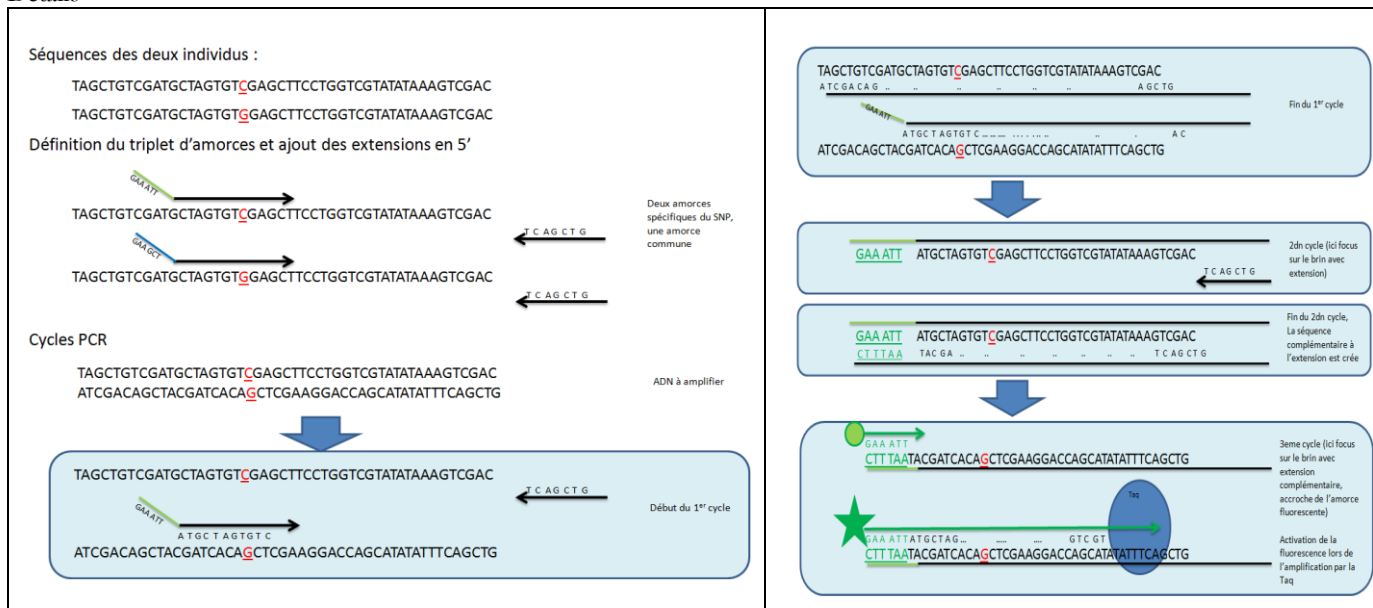 Séquences des deux individus :
TAGCTGTCGATGCTAGTGTCGAGCTTCCTGGTCGTATATAAAGTCGAC
TAGCTGTCGATGCTAGTGTGGAGCTTCCTGGTCGTATATAAAGTCGAC
Définition du triplet d'amorces et ajout des extensions en 5'
GAA ATT
TAGCTGTCGATGCTAGTGTCGAGCTTCCTGGTCGTATATAAAGTCGAC
T C A G C T G
Deux amorces
spécifiques du SNP,
une amorce
commune
GAA GCT
TAGCTGTCGATGCTAGTGTGGAGCTTCCTGGTCGTATATAAAGTCGAC
T C A G C T G
Cycles PCR
TAGCTGTCGATGCTAGTGTCGAGCTTCCTGGTCGTATATAAAGTCGAC
ATCGACAGCTACGATCACAGCTCGAAGGACCAGCATATATTTCAGCTG
ADN à amplifier
TAGCTGTCGATGCTAGTGTCGAGCTTCCTGGTCGTATATAAAGTCGAC
T C A G C T G
GAA ATT
A T G C T A G T G T C
ATCGACAGCTACGATCACAGCTCGAAGGACCAGCATATATTTCAGCTG
Début du 1er cycle
TAGCTGTCGATGCTAGTGTCGAGCTTCCTGGTCGTATATAAAGTCGAC
A T C G A C A G .. .. .. .. .. .. A G C T G
GAA ATT
A T G C T A G T G T C ... ... ... . .. . .. .. . . A C
ATCGACAGCTACGATCACAGCTCGAAGGACCAGCATATATTTCAGCTG
Fin du 1er cycle
GAA ATT ATGCTAGTGTCGAGCTTCCTGGTCGTATATAAAGTCGAC
T C A G C T G
2dn cycle (ici focus
sur le brin avec
extension)
GAA ATT ATGCTAGTGTCGAGCTTCCTGGTCGTATATAAAGTCGAC
C T T TAA TAC G A .. .. .. .. .. .. .. T C A G C T G
Fin du 2dn cycle,
La séquence
complémentaire à
l'extension est crée
GAA ATT
CTT TAATACGATCACAGCTCGAAGGACCAGCATATATTTCAGCTG
3eme cycle (ici focus
sur le brin avec
extension
complémentaire,
accroche de l'amorce
fluorescente)
Taq
GAA ATT ATGCTAG... ..... .... GTC GT
CTT TAATACGATCACAGCTCGAAGGACCAGCATATATTTCAGCTG
Activation de la
fluorescence lors de
l'amplification par la
Taq